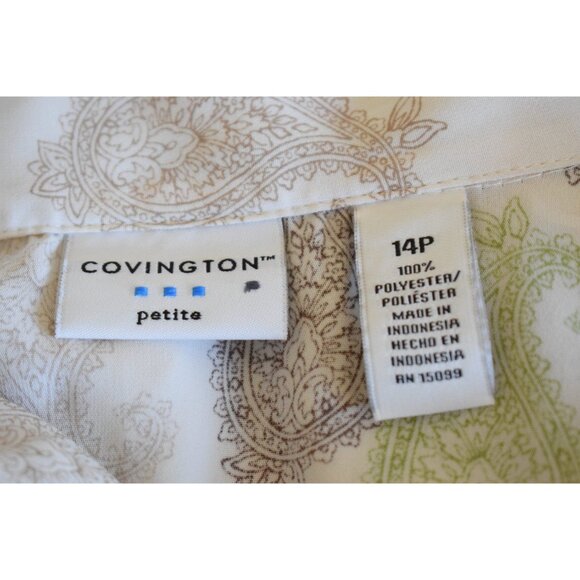 COVINGTON™
petite
14P
100%
POLYESTER/
POLIÉSTER
MADE IN
INDONESIA
HECHO EN
INDONESIA
RN 15099